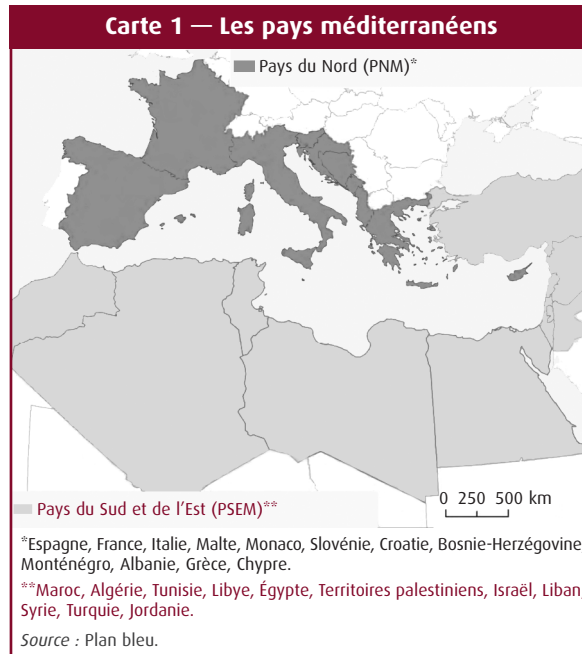 Carte 1 — Les pays méditerranéens
Pays du Nord (PNM)*
0 250 500 km
Pays du Sud et de l'Est (PSEM)**
*Espagne, France, Italie, Malte, Monaco, Slovénie, Croatie, Bosnie-Herzégovine
Monténégro, Albanie, Grèce, Chypre.
**Maroc, Algérie, Tunisie, Libye, Égypte, Territoires palestiniens, Israël, Liban,
Syrie, Turquie, Jordanie.
Source : Plan bleu.